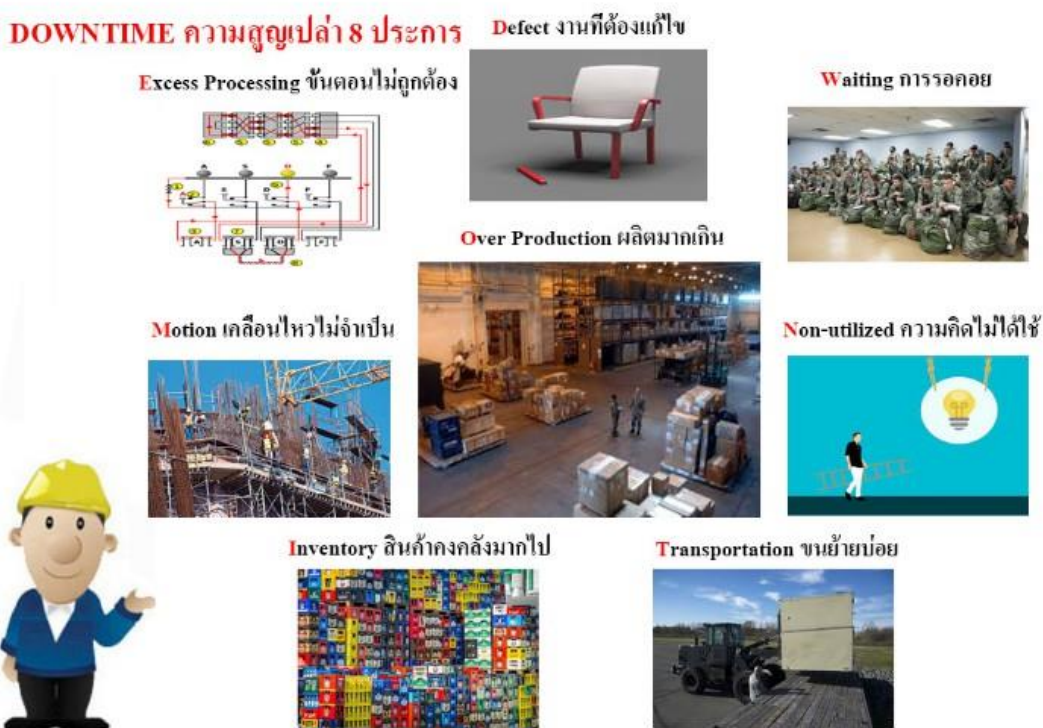 DOWNTIME ความสูญเปล่า 8 ประการ
Defect งานที่ต้องแก้ไข
Excess Processing ขั้นตอนไม่ถูกต้อง
Waiting การรอคอย
Over Production ผลิตมากเกิน
Motion เคลื่อนไหวไม่จำเป็น
Non-utilized ความคิดไม่ได้ใช้
Inventory สินค้าคงคลังมากไป
Transportation ขนย้ายบ่อย